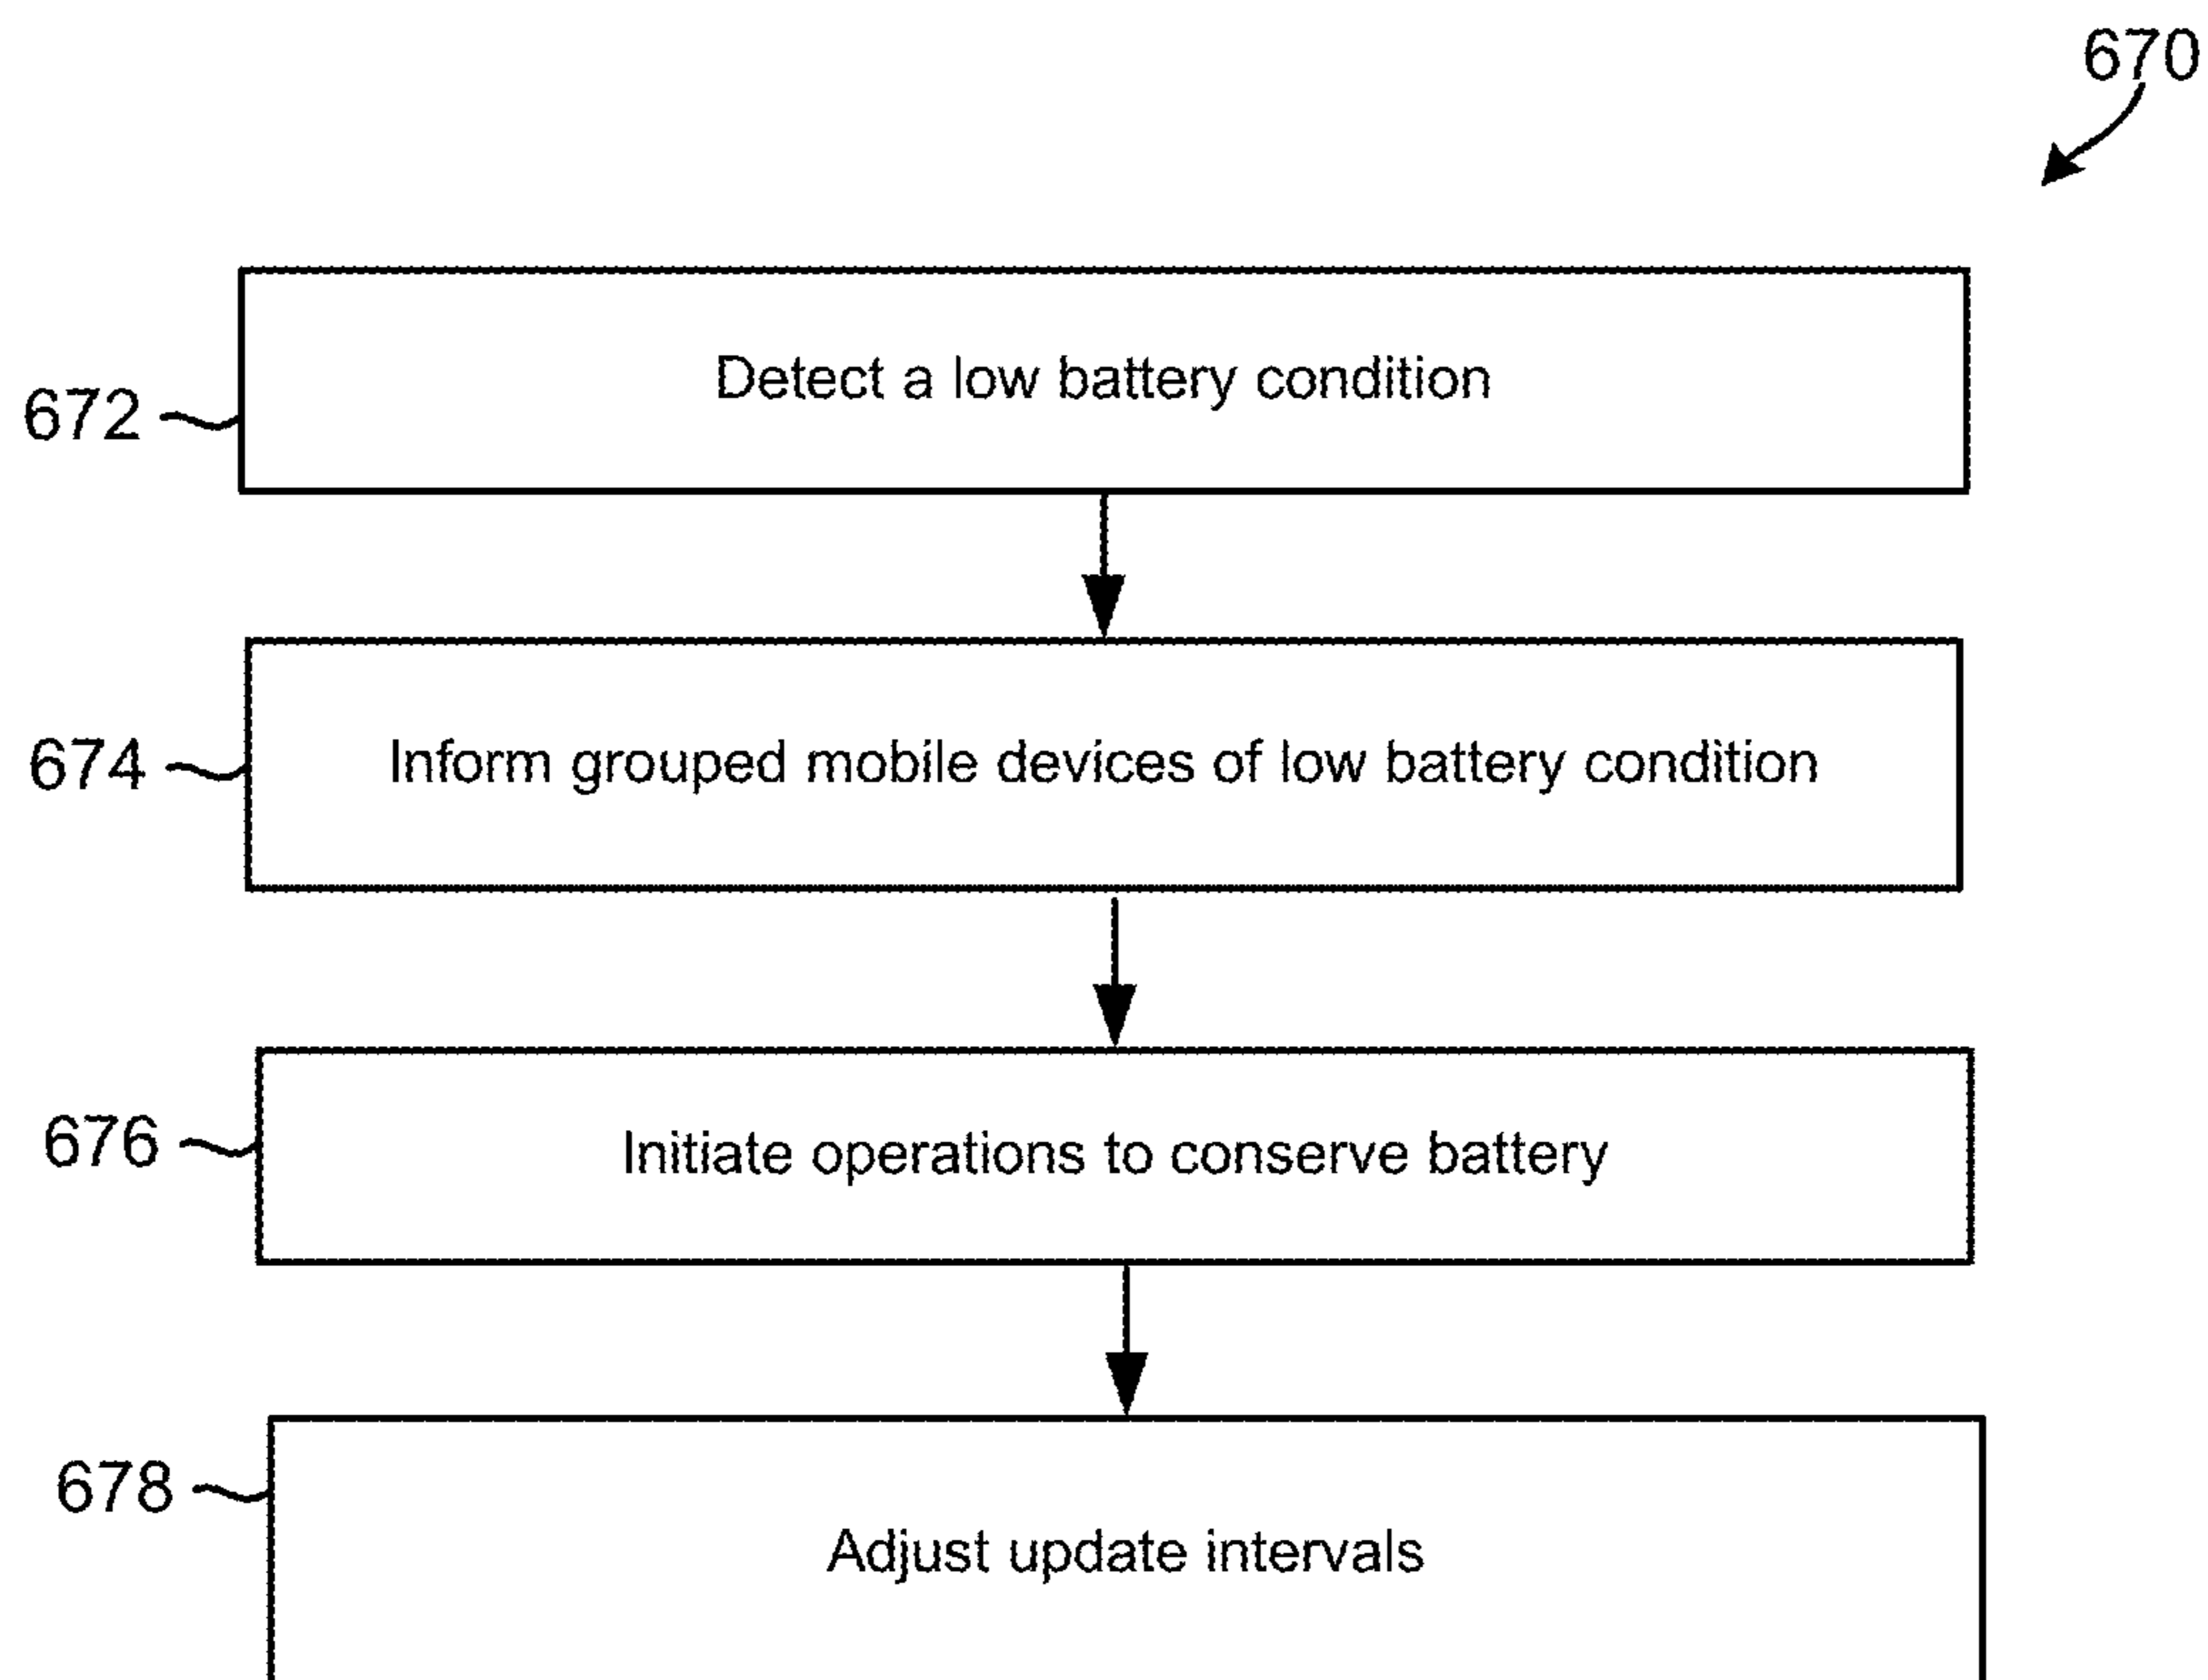 670
Detect a low battery condition
672
Inform grouped mobile devices of low battery condition
674
Initiate operations to conserve battery
676
678
Adjust update intervals